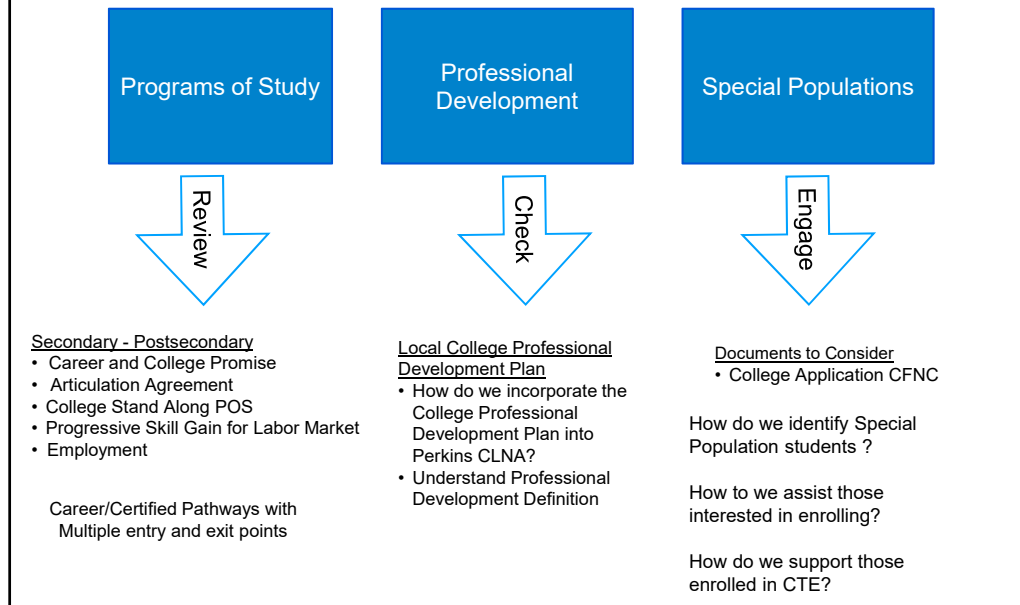 Programs of Study
Review
Secondary - Postsecondary
• Career and College Promise
• Articulation Agreement
• College Stand Along POS
• Progressive Skill Gain for Labor Market
• Employment
Career/Certified Pathways with
Multiple entry and exit points
Professional
Development
Check
Local College Professional
Development Plan
• How do we incorporate the
College Professional
Development Plan into
Perkins CLNA?
• Understand Professional
Development Definition
Special Populations
Engage
Documents to Consider
• College Application CFNC
How do we identify Special
Population students ?
How to we assist those
interested in enrolling?
How do we support those
enrolled in CTE?